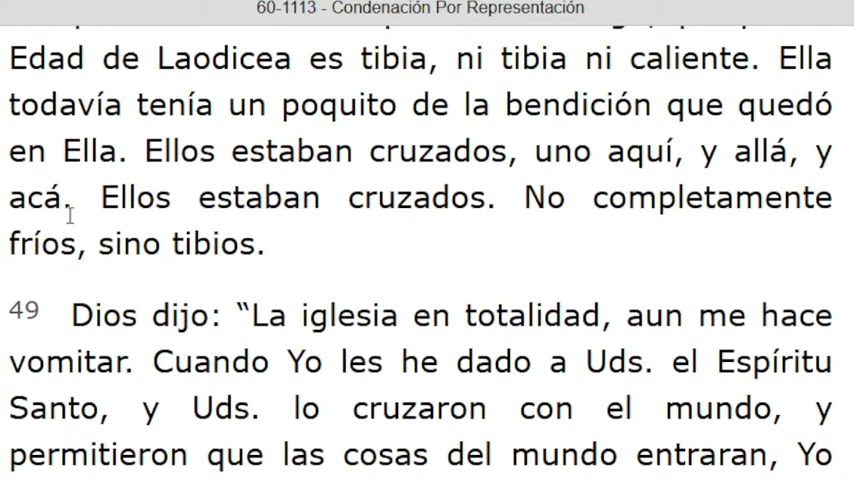 60-1113 - Condenación Por Representación
Edad de Laodicea es tibia, ni tibia ni caliente. Ella
todavía tenía un poquito de la bendición que quedó
en Ella. Ellos estaban cruzados, uno aquí, y allá, y
acá. Ellos estaban cruzados. No completamente
fríos, sino tibios.
49 Dios dijo: “La iglesia en totalidad, aun me hace
vomitar. Cuando Yo les he dado a Uds. el Espíritu
Santo, y Uds. lo cruzaron con el mundo, y
permitieron que las cosas del mundo entraran, Yo